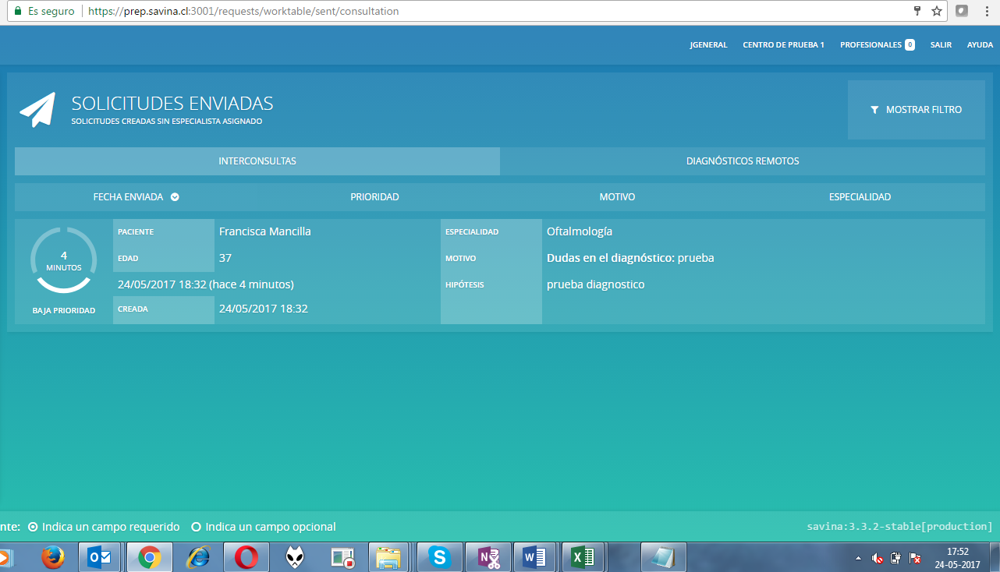 Es seguro https://prep.savina.cl:3001/requests/worktable/sent/consultation
JGENERAL CENTRO DE PRUEBA 1 PROFESIONALES 0 SALIR AYUDA
SOLICITUDES ENVIADAS
SOLICITUDES CREADAS SIN ESPECIALISTA ASIGNADO
MOSTRAR FILTRO
INTERCONSULTAS DIAGNÓSTICOS REMOTOS
FECHA ENVIADA PRIORIDAD MOTIVO ESPECIALIDAD
4
MINUTOS
BAJA PRIORIDAD
PACIENTE Francisca Mancilla
EDAD 37
24/05/2017 18:32 (hace 4 minutos)
CREADA 24/05/2017 18:32
ESPECIALIDAD Oftalmología
MOTIVO Dudas en el diagnóstico: prueba
HIPÓTESIS prueba diagnostico
nte: Indica un campo requerido Indica un campo opcional
savina:3.3.2-stable[production]
17:52
24-05-2017